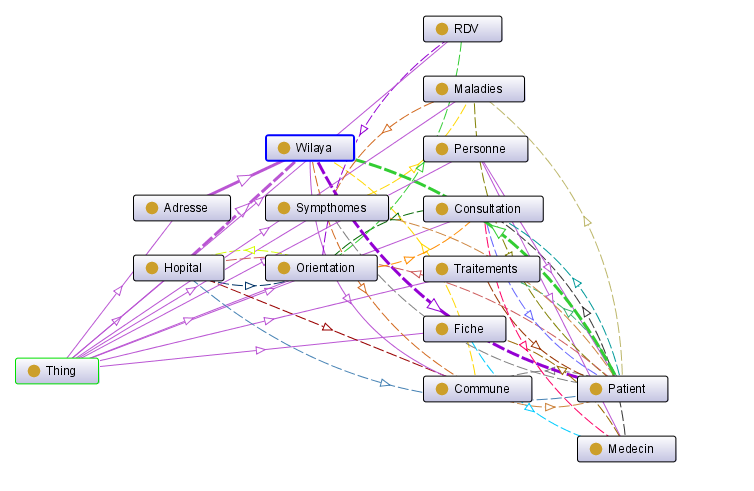 RDV
Maladies
Wilaya
Personne
Adresse
Sympthomes
Consultation
Hopital
Orientation
Traitements
Fiche
Thing
Commune
Patient
Medecin